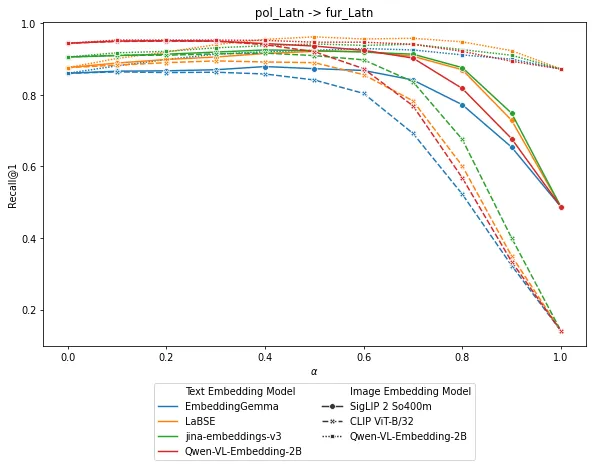 pol_Latn -> fur_Latn
1.0
0.8
0.6
0.4
0.2
Recall@1
0.0 0.2 0.4 0.6 0.8 1.0
α
Text Embedding Model Image Embedding Model
EmbeddingGemma SigLIP 2 So400m
LaBSE CLIP ViT-B/32
jina-embeddings-v3 Qwen-VL-Embedding-2B
Qwen-VL-Embedding-2B